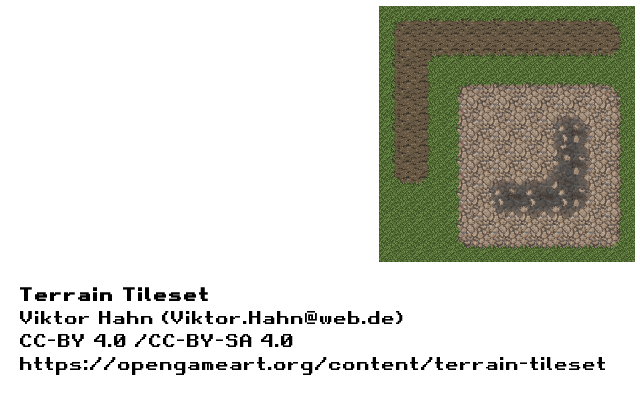 Terrain Tileset
Viktor Hahn (Viktor.Hahn@web.de)
CC-BY 4.0 /CC-BY-SA 4.0
https://opengameart.org/content/terrain-tileset